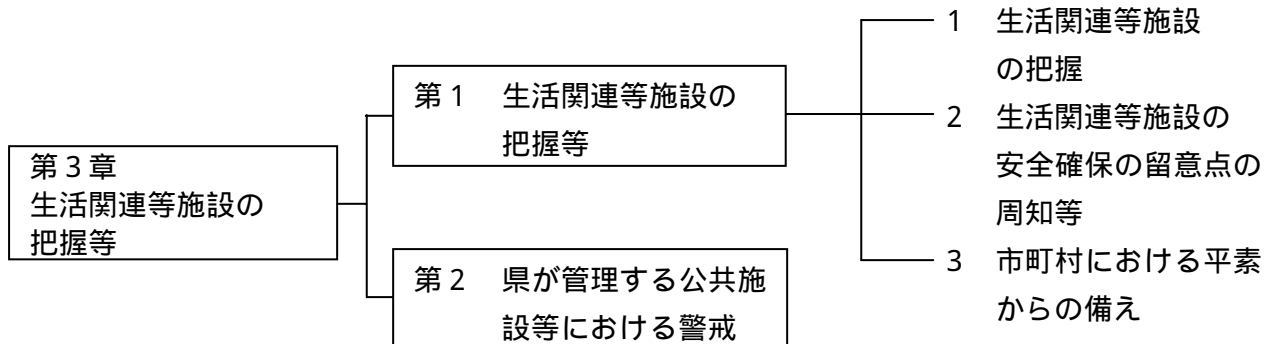 第３章
生活関連等施設の
把握等
第１　生活関連等施設の
把握等
第２　県が管理する公共施
設等における警戒
1　生活関連等施設
の把握
2　生活関連等施設の
安全確保の留意点の
周知等
3　市町村における平素
からの備え